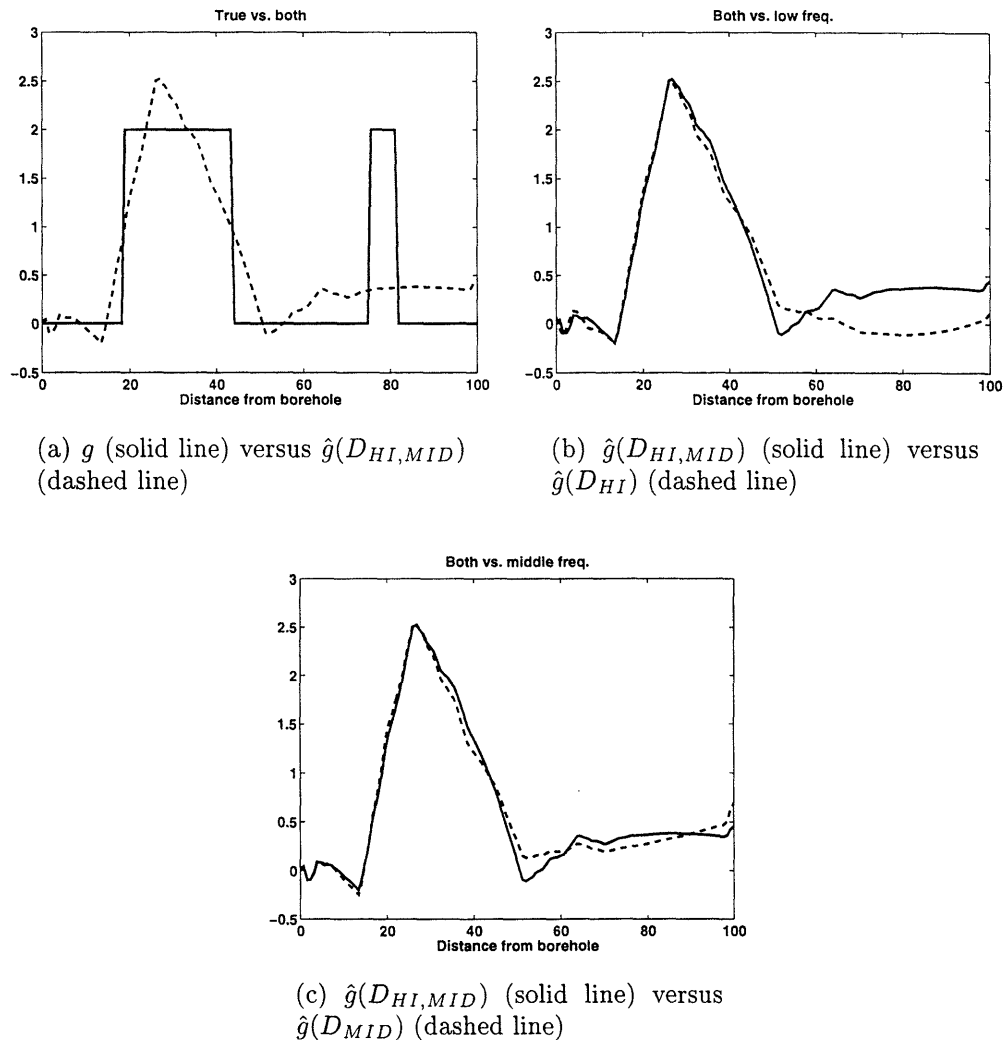 True vs. both
3
2.5
2
1.5
1
0.5
0
−0.5
0 20 40 60 80 100
Distance from borehole
(a) g (solid line) versus ĝ(D_{HI,MID})
(dashed line)
Both vs. low freq.
3
2.5
2
1.5
1
0.5
0
−0.5
0 20 40 60 80 100
Distance from borehole
(b) ĝ(D_{HI,MID}) (solid line) versus
ĝ(D_{HI}) (dashed line)
Both vs. middle freq.
3
2.5
2
1.5
1
0.5
0
−0.5
0 20 40 60 80 100
Distance from borehole
(c) ĝ(D_{HI,MID}) (solid line) versus
ĝ(D_{MID}) (dashed line)